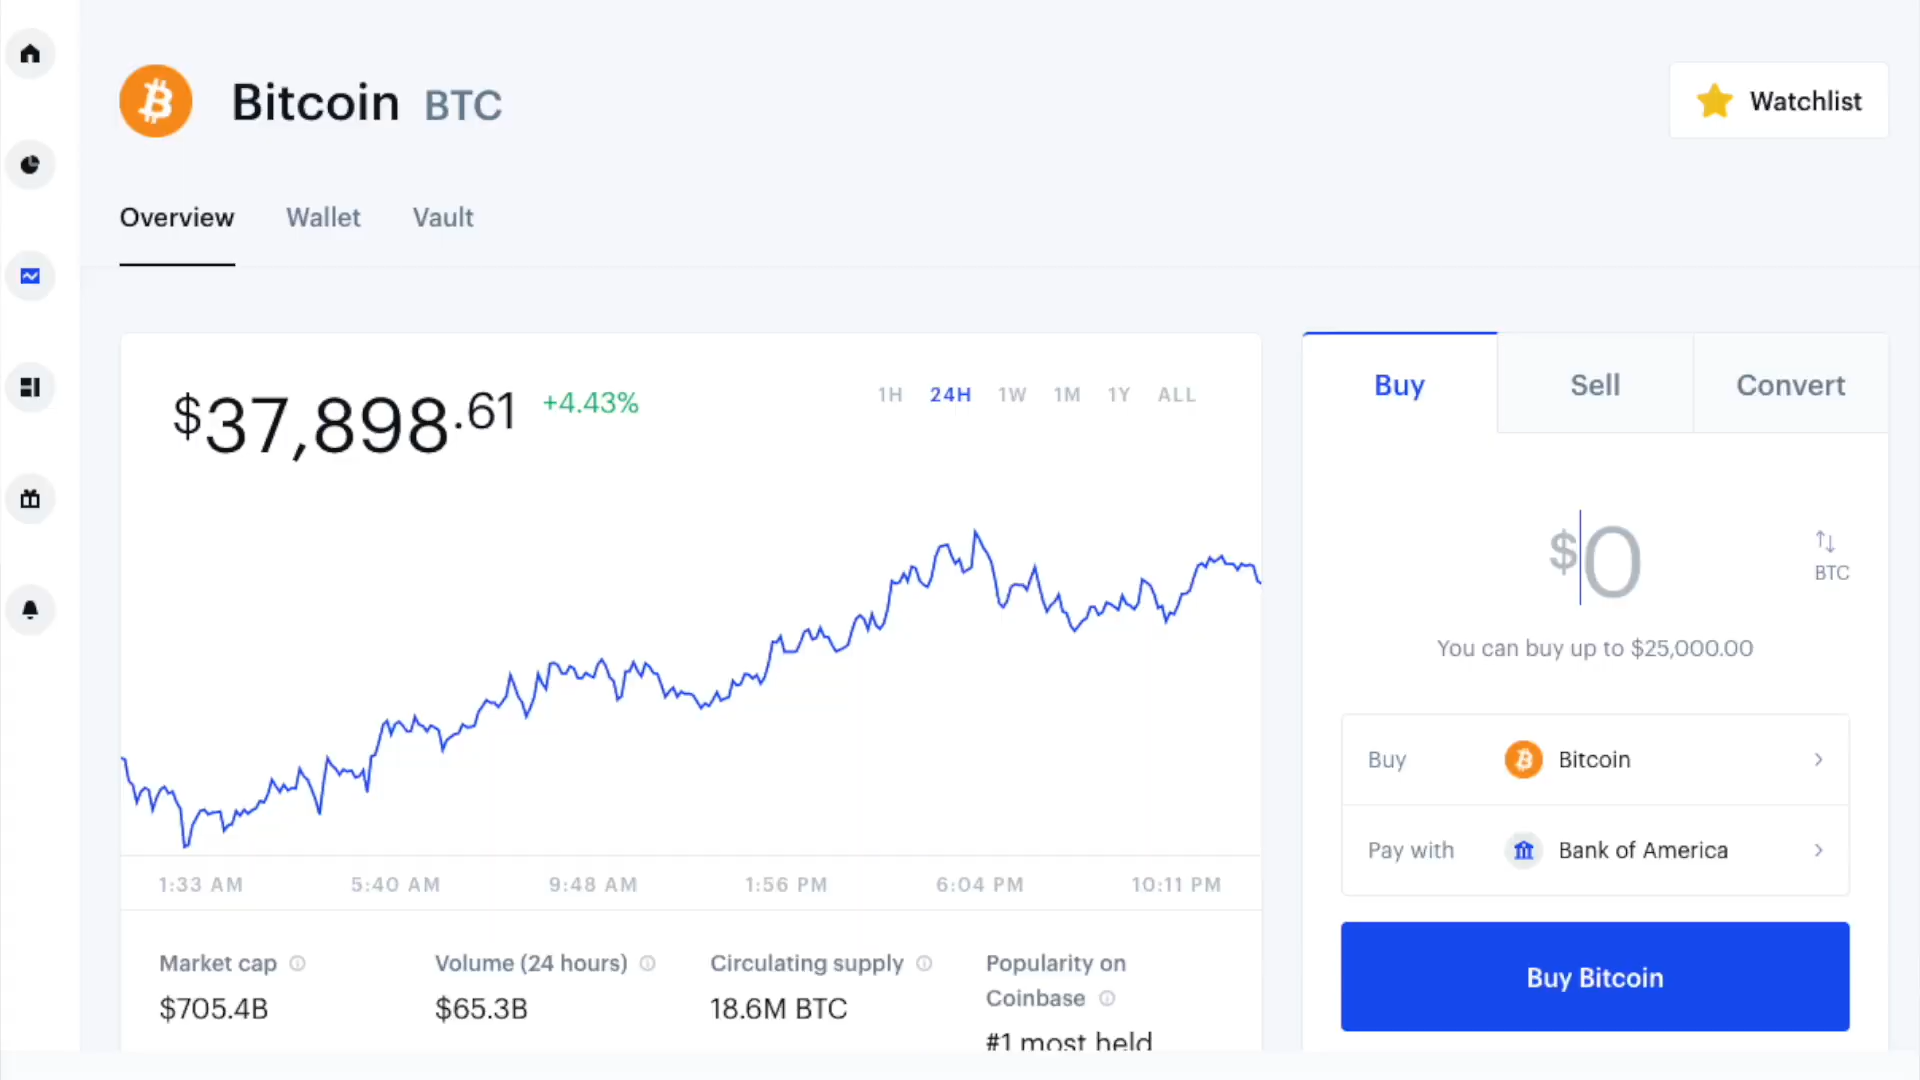 Bitcoin BTC
Watchlist
Overview Wallet Vault
$37,898.61 +4.43%
1H 24H 1W 1M 1Y ALL
Buy Sell Convert
$0
BTC
You can buy up to $25,000.00
Buy Bitcoin
Pay with Bank of America
Buy Bitcoin
1:33 AM 5:40 AM 9:48 AM 1:56 PM 6:04 PM 10:11 PM
Market cap
$705.4B
Volume (24 hours)
$65.3B
Circulating supply
18.6M BTC
Popularity on
Coinbase
#1 most held